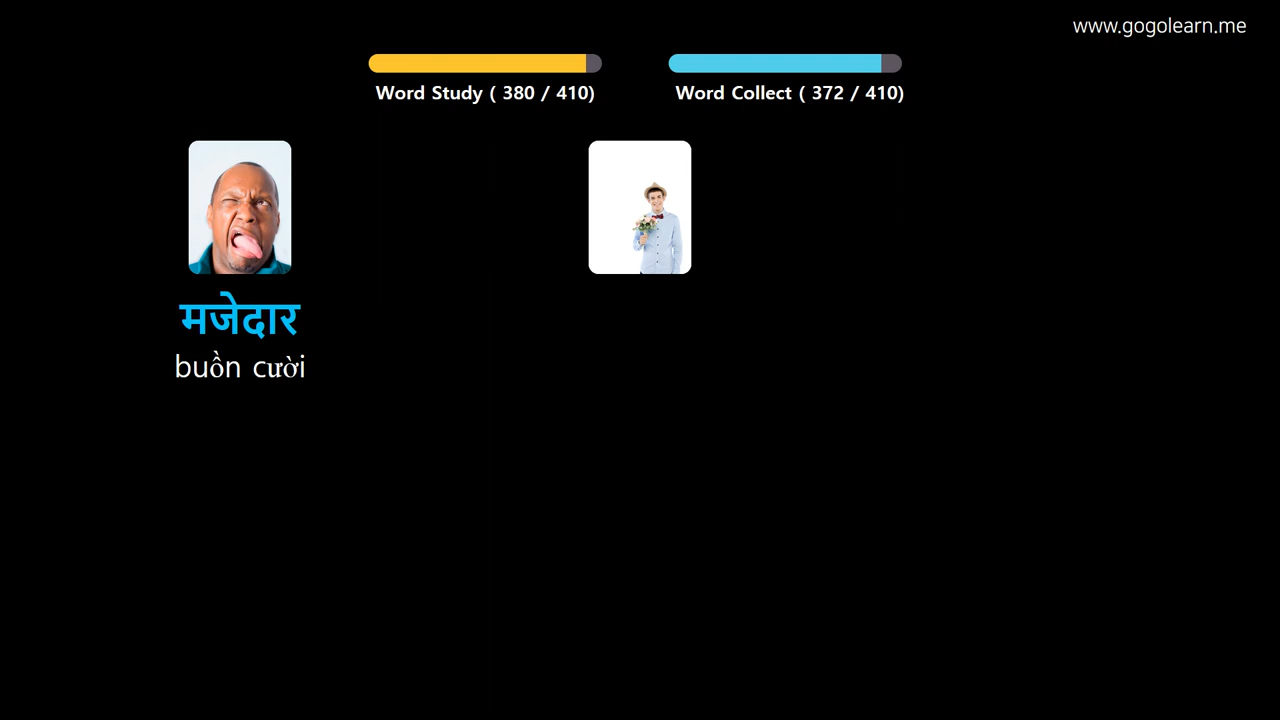 www.gogolearn.me
Word Study ( 380 / 410)
Word Collect ( 372 / 410)
मजेदार
buồn cười